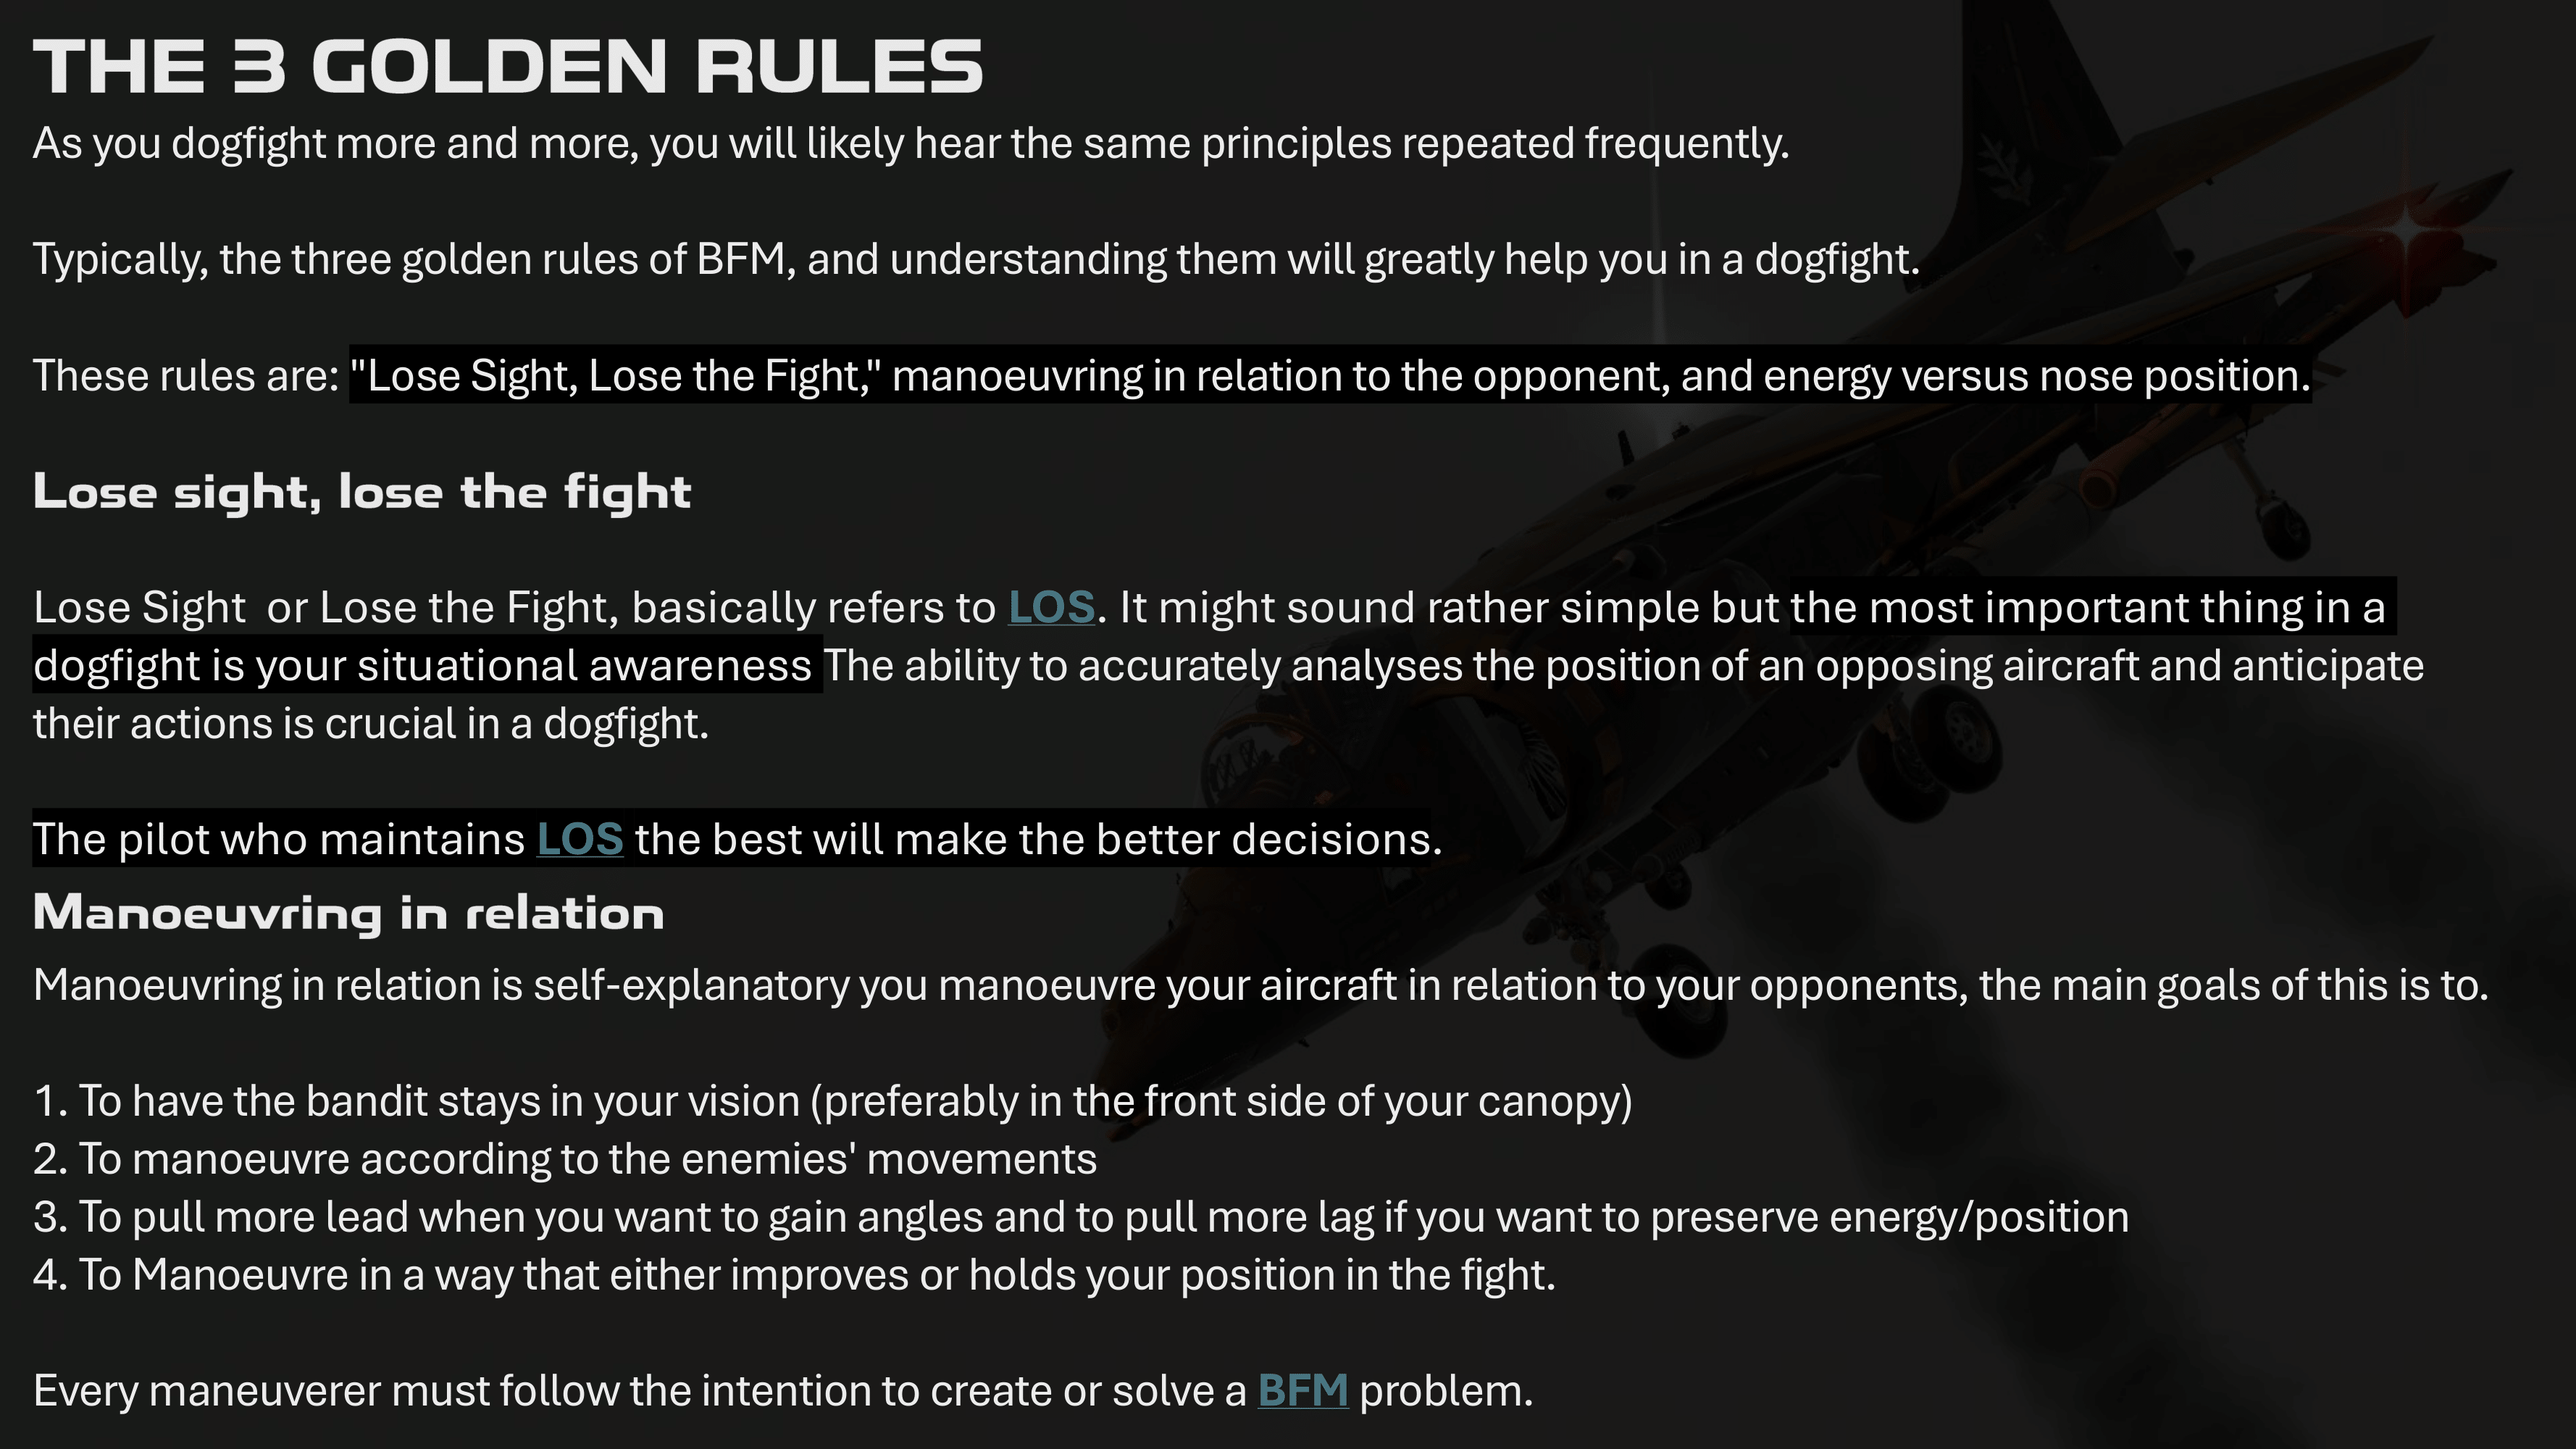 THE 3 GOLDEN RULES
As you dogfight more and more, you will likely hear the same principles repeated frequently.
Typically, the three golden rules of BFM, and understanding them will greatly help you in a dogfight.
These rules are: "Lose Sight, Lose the Fight," manoeuvring in relation to the opponent, and energy versus nose position.
Lose sight, lose the fight
Lose Sight  or Lose the Fight, basically refers to LOS. It might sound rather simple but the most important thing in a
dogfight is your situational awareness The ability to accurately analyses the position of an opposing aircraft and anticipate
their actions is crucial in a dogfight.
The pilot who maintains LOS the best will make the better decisions.
Manoeuvring in relation
Manoeuvring in relation is self-explanatory you manoeuvre your aircraft in relation to your opponents, the main goals of this is to.
1. To have the bandit stays in your vision (preferably in the front side of your canopy)
2. To manoeuvre according to the enemies' movements
3. To pull more lead when you want to gain angles and to pull more lag if you want to preserve energy/position
4. To Manoeuvre in a way that either improves or holds your position in the fight.
Every maneuverer must follow the intention to create or solve a BFM problem.